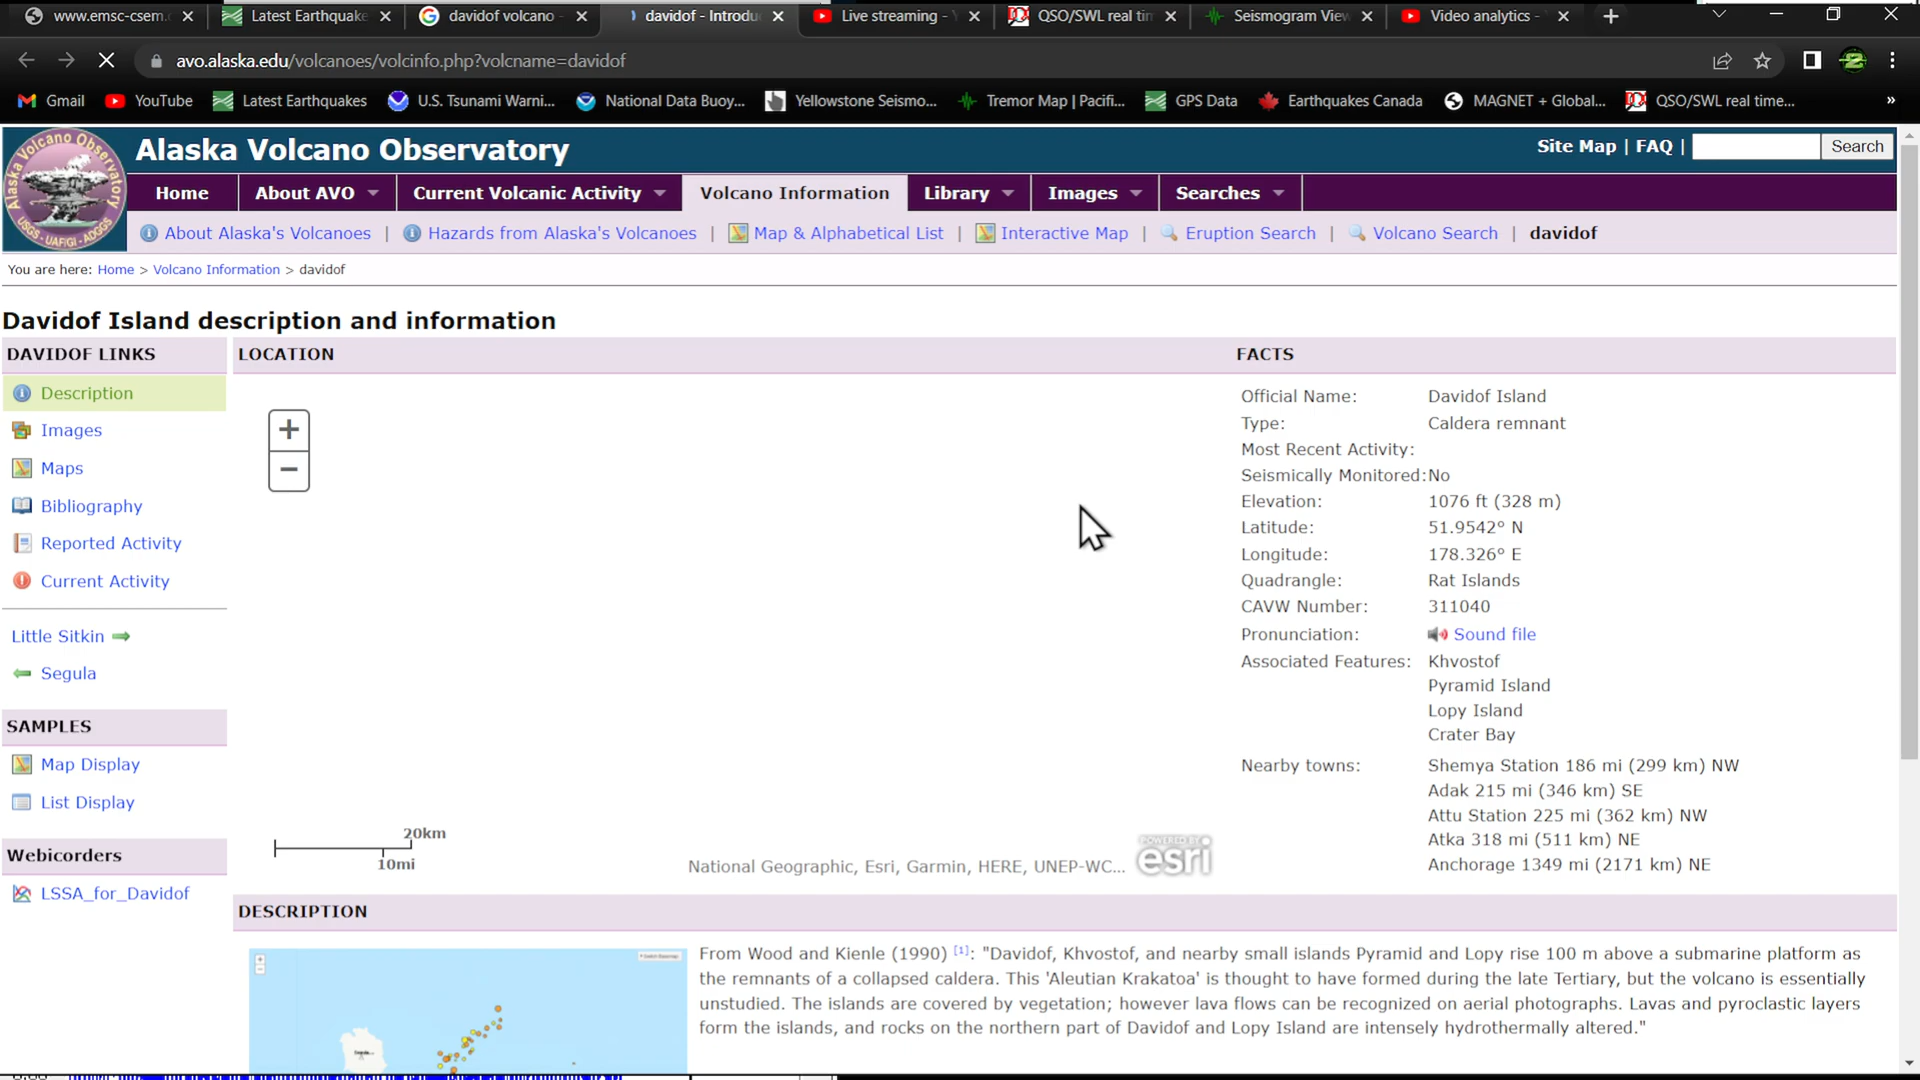 www.emsc-csem.
Latest Earthquake
davidof volcano -
davidof - Introdu
Live streaming -
QSO/SWL real tim
Seismogram View
Video analytics -
avo.alaska.edu/volcanoes/volcinfo.php?volcname=davidof
Gmail
YouTube
Latest Earthquakes
U.S. Tsunami Warni...
National Data Buoy...
Yellowstone Seismo...
Tremor Map | Pacifi...
GPS Data
Earthquakes Canada
MAGNET + Global...
QSO/SWL real time...
»
Alaska Volcano Observatory
USGS - UAF/GI - ADGGS
Alaska Volcano Observatory
Site Map | FAQ |
Search
Home
About AVO
Current Volcanic Activity
Volcano Information
Library
Images
Searches
About Alaska's Volcanoes | Hazards from Alaska's Volcanoes | Map & Alphabetical List | Interactive Map | Eruption Search | Volcano Search | davidof
You are here: Home > Volcano Information > davidof
Davidof Island description and information
DAVIDOF LINKS
Description
Images
Maps
Bibliography
Reported Activity
Current Activity
Little Sitkin
Segula
SAMPLES
Map Display
List Display
Webicorders
LSSA_for_Davidof
LOCATION
+
−
20km
10mi
National Geographic, Esri, Garmin, HERE, UNEP-WC...
POWERED BY
esri
FACTS
Official Name: Davidof Island
Type: Caldera remnant
Most Recent Activity:
Seismically Monitored: No
Elevation: 1076 ft (328 m)
Latitude: 51.9542° N
Longitude: 178.326° E
Quadrangle: Rat Islands
CAVW Number: 311040
Pronunciation: Sound file
Associated Features: Khvostof
Pyramid Island
Lopy Island
Crater Bay
Nearby towns: Shemya Station 186 mi (299 km) NW
Adak 215 mi (346 km) SE
Attu Station 225 mi (362 km) NW
Atka 318 mi (511 km) NE
Anchorage 1349 mi (2171 km) NE
DESCRIPTION
From Wood and Kienle (1990) [1]: "Davidof, Khvostof, and nearby small islands Pyramid and Lopy rise 100 m above a submarine platform as
the remnants of a collapsed caldera. This 'Aleutian Krakatoa' is thought to have formed during the late Tertiary, but the volcano is essentially
unstudied. The islands are covered by vegetation; however lava flows can be recognized on aerial photographs. Lavas and pyroclastic layers
form the islands, and rocks on the northern part of Davidof and Lopy Island are intensely hydrothermally altered."